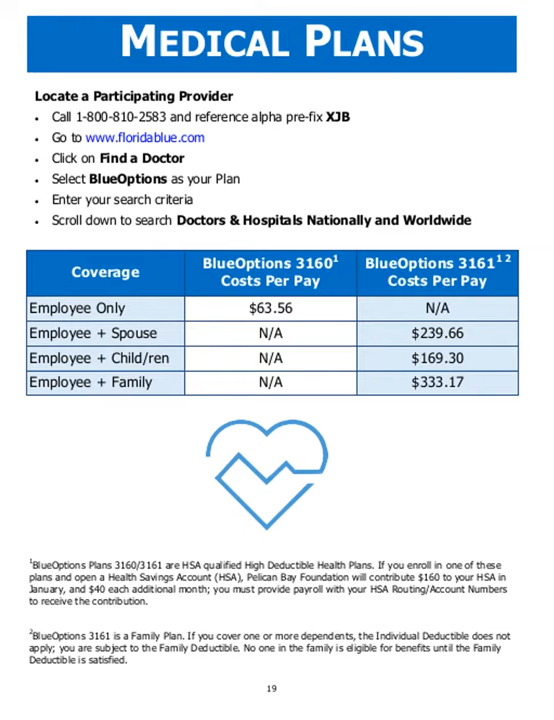 MEDICAL PLANS
Locate a Participating Provider
• Call 1-800-810-2583 and reference alpha pre-fix XJB
• Go to www.floridablue.com
• Click on Find a Doctor
• Select BlueOptions as your Plan
• Enter your search criteria
• Scroll down to search Doctors & Hospitals Nationally and Worldwide
Coverage BlueOptions 3160¹ Costs Per Pay BlueOptions 3161¹ ² Costs Per Pay
Employee Only $63.56 N/A
Employee + Spouse N/A $239.66
Employee + Child/ren N/A $169.30
Employee + Family N/A $333.17
¹BlueOptions Plans 3160/3161 are HSA qualified High Deductible Health Plans. If you enroll in one of these
plans and open a Health Savings Account (HSA), Pelican Bay Foundation will contribute $160 to your HSA in
January, and $40 each additional month; you must provide payroll with your HSA Routing/Account Numbers
to receive the contribution.
²BlueOptions 3161 is a Family Plan. If you cover one or more dependents, the Individual Deductible does not
apply; you are subject to the Family Deductible. No one in the family is eligible for benefits until the Family
Deductible is satisfied.
19